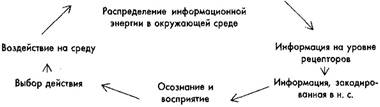 Распределение информационной
энергии в окружающей среде
Информация на уровне
рецепторов
Информация, закодиро-
ванная в н. с.
Осознание и
восприятие
Выбор действия
Воздействие на среду